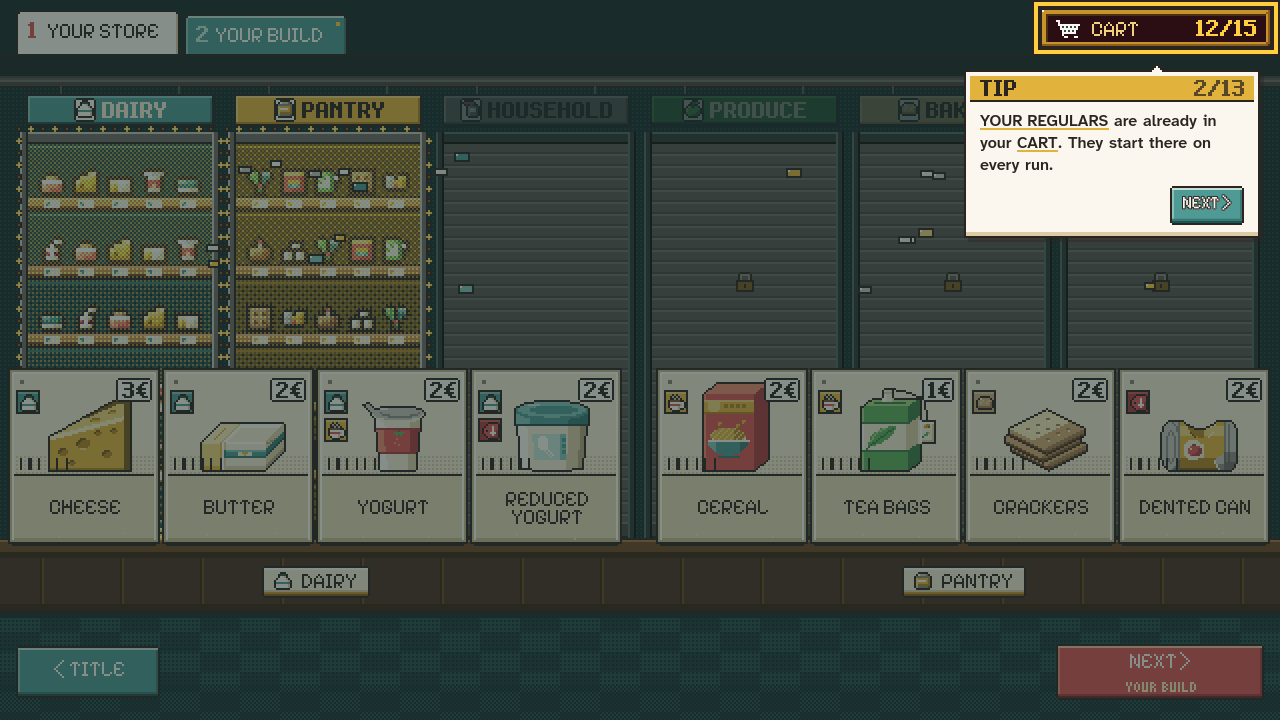 1 YOUR STORE
2 YOUR BUILD
CART 12/15
TIP 2/13
YOUR REGULARS are already in
your CART. They start there on
every run.
NEXT>
DAIRY
PANTRY
HOUSEHOLD
PRODUCE
BAK
3€
2€
2€
2€
2€
1€
2€
2€
CHEESE
BUTTER
YOGURT
REDUCED
YOGURT
CEREAL
TEA BAGS
CRACKERS
DENTED CAN
DAIRY
PANTRY
<TITLE
NEXT>
YOUR BUILD